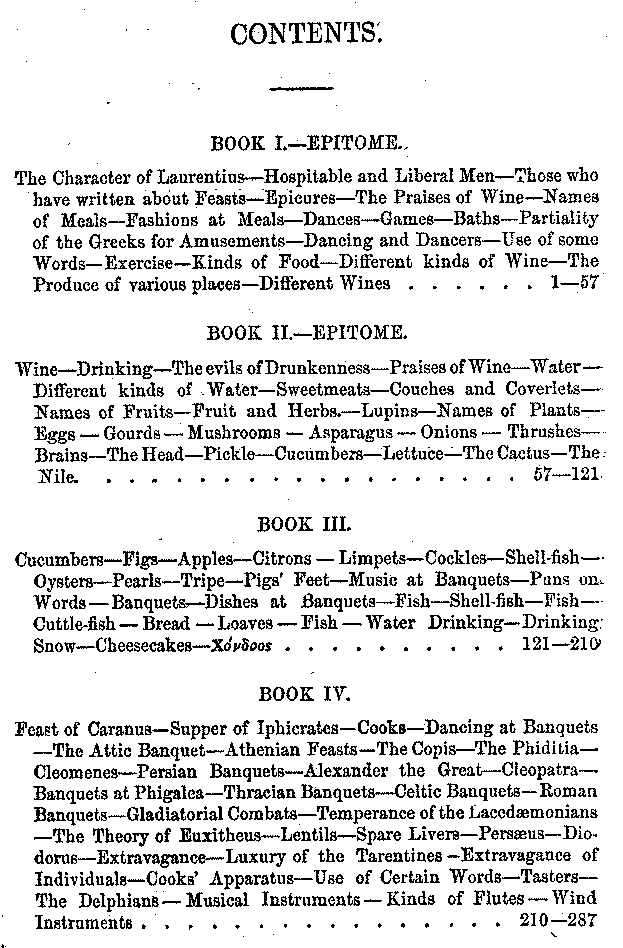 CONTENTS.
BOOK I.—EPITOME.
The Character of Laurentius—Hospitable and Liberal Men—Those who
have written about Feasts—Epicures—The Praises of Wine—Names
of Meals—Fashions at Meals—Dances—Games—Baths—Partiality
of the Greeks for Amusements—Dancing and Dancers—Use of some
Words—Exercise—Kinds of Food—Different kinds of Wine—The
Produce of various places—Different Wines . . . . . . 1—57
BOOK II.—EPITOME.
Wine—Drinking—The evils of Drunkenness—Praises of Wine—Water—
Different kinds of Water—Sweetmeats—Couches and Coverlets—
Names of Fruits—Fruit and Herbs.—Lupins—Names of Plants—
Eggs — Gourds — Mushrooms — Asparagus — Onions — Thrushes—
Brains—The Head—Pickle—Cucumbers—Lettuce—The Cactus—The
Nile. . . . . . . . . . . . . . . . . . . 57—121
BOOK III.
Cucumbers—Figs—Apples—Citrons — Limpets—Cockles—Shell-fish—
Oysters—Pearls—Tripe—Pigs' Feet—Music at Banquets—Puns on
Words—Banquets—Dishes at Banquets—Fish—Shell-fish—Fish—
Cuttle-fish — Bread — Loaves — Fish — Water Drinking—Drinking
Snow—Cheesecakes—Χόνδρος . . . . . . . . . . 121—210
BOOK IV.
Feast of Caranus—Supper of Iphicrates—Cooks—Dancing at Banquets
—The Attic Banquet—Athenian Feasts—The Copis—The Phiditia—
Cleomenes—Persian Banquets—Alexander the Great—Cleopatra—
Banquets at Phigalea—Thracian Banquets—Celtic Banquets—Roman
Banquets—Gladiatorial Combats—Temperance of the Lacedæmonians
—The Theory of Euxitheus—Lentils—Spare Livers—Persæus—Dio-
dorus—Extravagance—Luxury of the Tarentines—Extravagance of
Individuals—Cooks' Apparatus—Use of Certain Words—Tasters—
The Delphians — Musical Instruments — Kinds of Flutes — Wind
Instruments . . . . . . . . . . . . . . . . 210—287